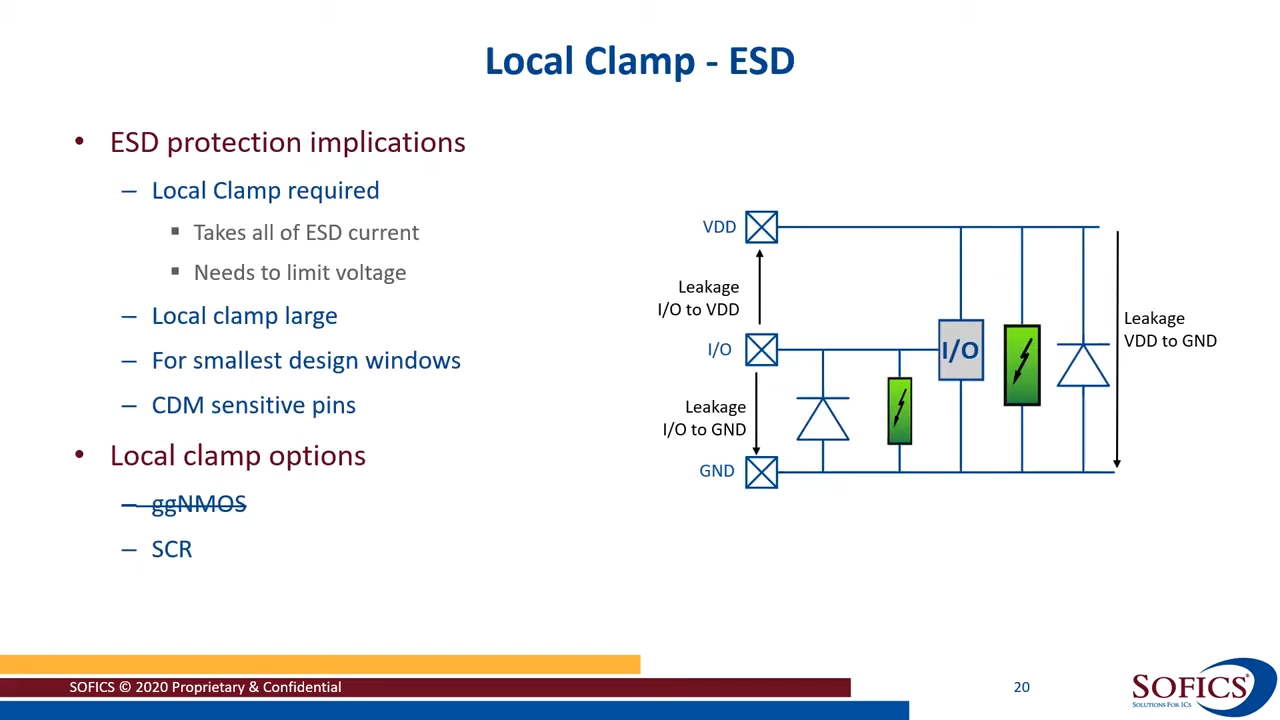 Local Clamp - ESD
• ESD protection implications
– Local Clamp required
▪ Takes all of ESD current
▪ Needs to limit voltage
– Local clamp large
– For smallest design windows
– CDM sensitive pins
• Local clamp options
– ggNMOS
– SCR
VDD
Leakage
I/O to VDD
I/O
Leakage
I/O to GND
GND
I/O
Leakage
VDD to GND
SOFICS © 2020 Proprietary & Confidential
20
SOFICS®
SOLUTIONS FOR ICS